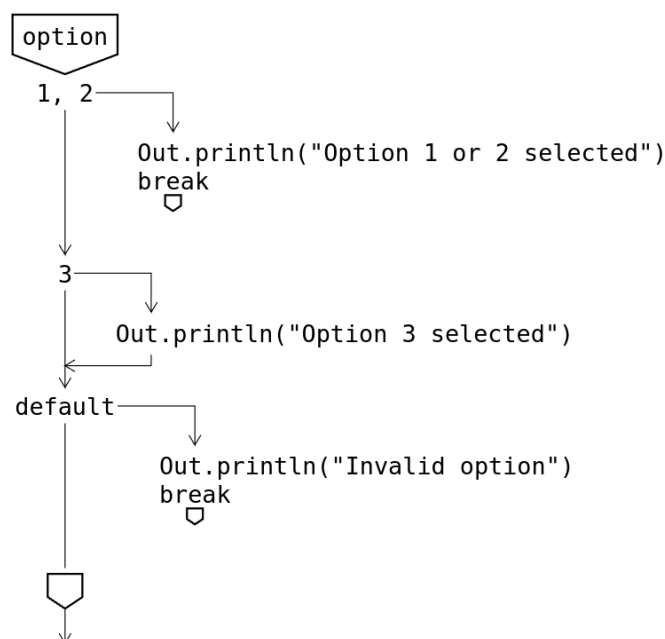 option
1, 2
Out.println("Option 1 or 2 selected")
break
3
Out.println("Option 3 selected")
default
Out.println("Invalid option")
break